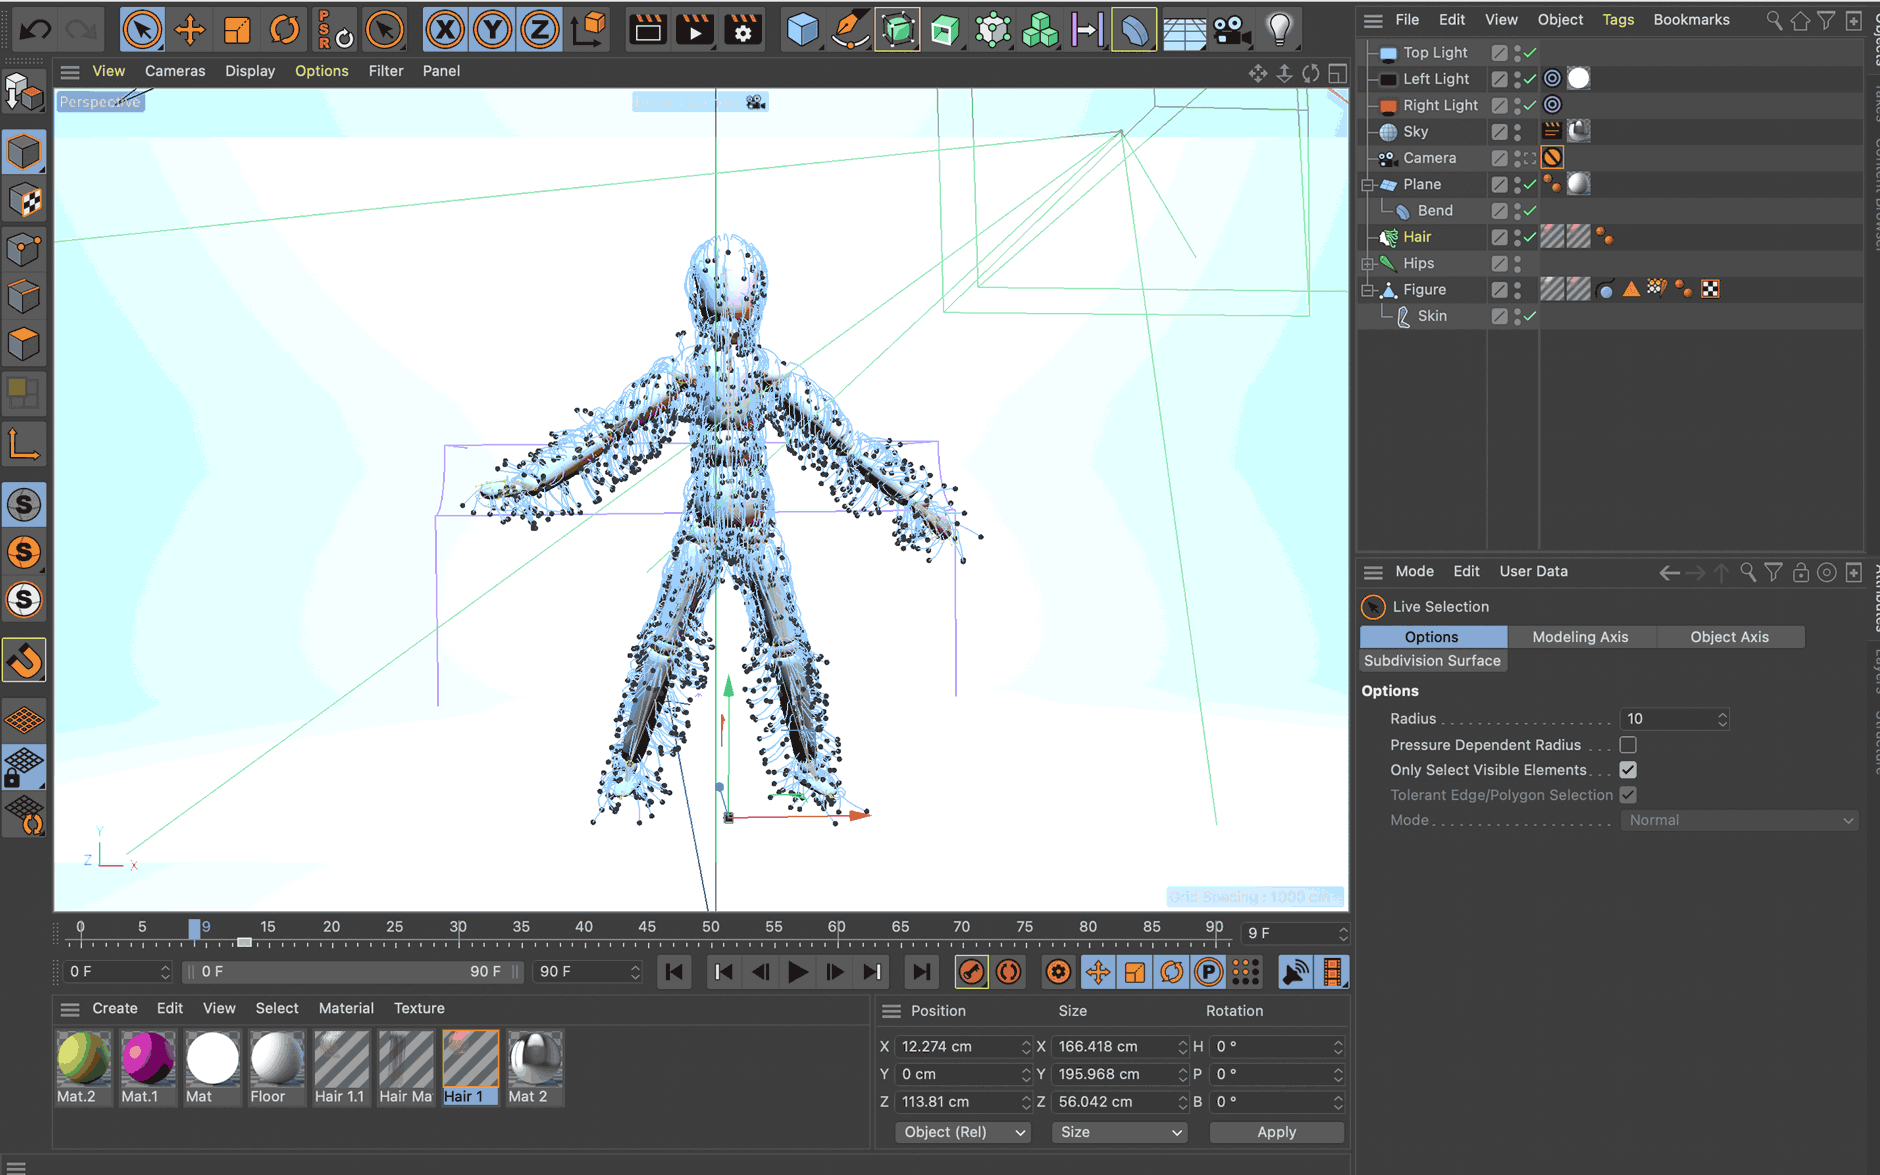 File Edit View Object Tags Bookmarks
PSR
X Y Z
View Cameras Display Options Filter Panel
Perspective
Top Light
Left Light
Right Light
Sky
Camera
Plane
Bend
Hair
Hips
Figure
Skin
Mode Edit User Data
Live Selection
Options Modeling Axis Object Axis
Subdivision Surface
Options
Radius 10
Pressure Dependent Radius
Only Select Visible Elements
Tolerant Edge/Polygon Selection
Mode Normal
S
S
S
Y
Z X
Grid Spacing : 1000 cm
0 5 9 15 20 25 30 35 40 45 50 55 60 65 70 75 80 85 90 9 F
0 F 0 F 90 F 90 F P
Create Edit View Select Material Texture
Mat.2 Mat.1 Mat Floor Hair 1.1 Hair Ma Hair 1 Mat 2
Position Size Rotation
X 12.274 cm X 166.418 cm H 0 °
Y 0 cm Y 195.968 cm P 0 °
Z 113.81 cm Z 56.042 cm B 0 °
Object (Rel) Size Apply